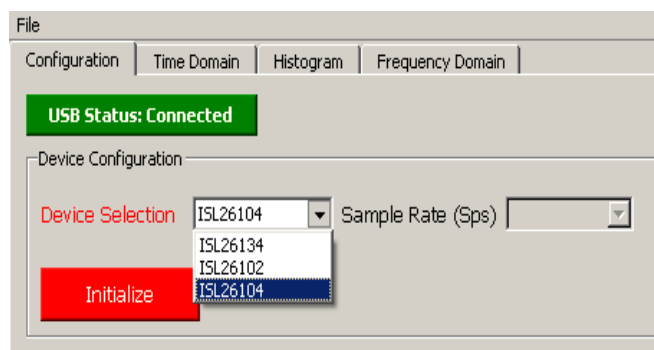 File
Configuration Time Domain Histogram Frequency Domain
USB Status: Connected
Device Configuration
Device Selection ISL26104 Sample Rate (Sps)
ISL26134
ISL26102
ISL26104
Initialize